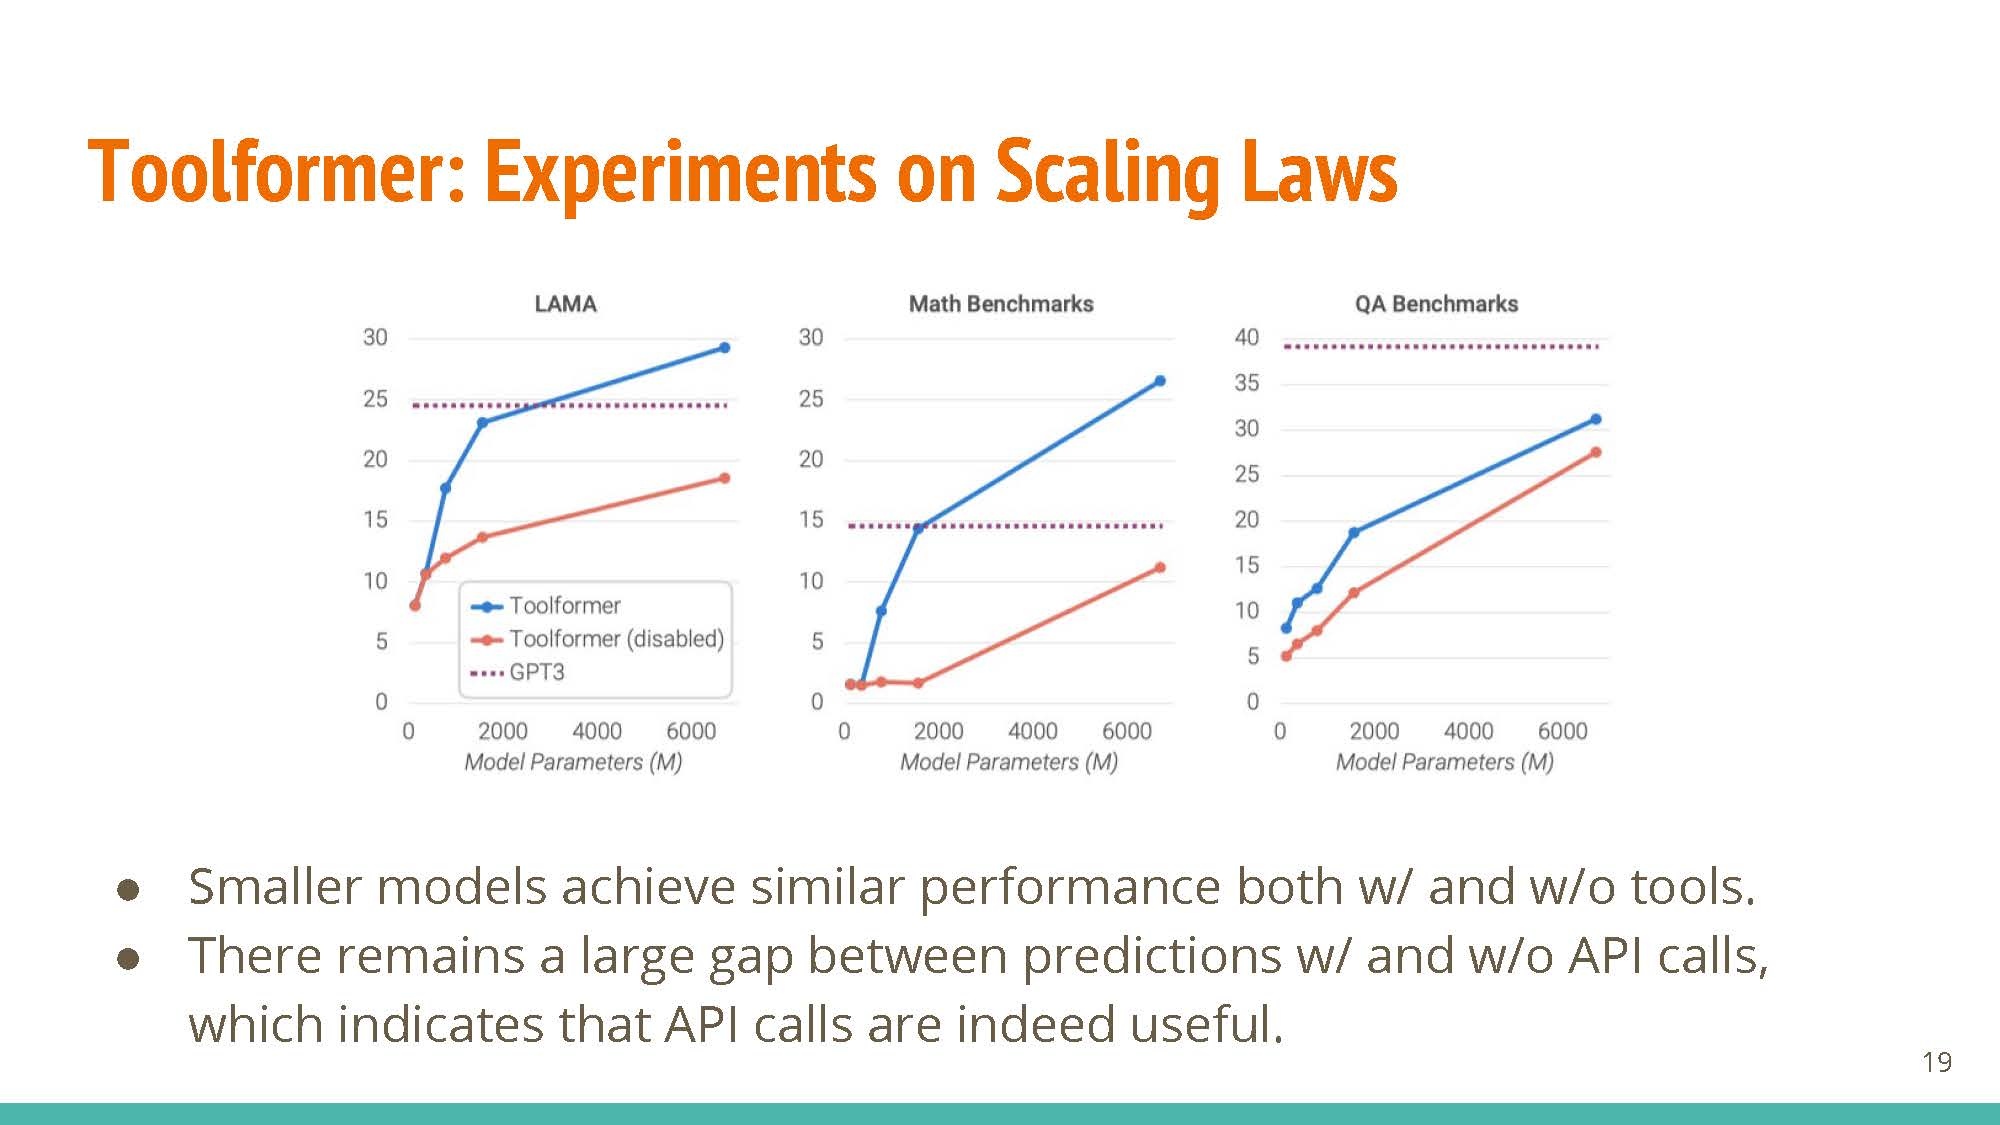 Toolformer: Experiments on Scaling Laws
LAMA
30
25
20
15
10
5
0
Toolformer
Toolformer (disabled)
GPT3
0 2000 4000 6000
Model Parameters (M)
Math Benchmarks
30
25
20
15
10
5
0
0 2000 4000 6000
Model Parameters (M)
QA Benchmarks
40
35
30
25
20
15
10
5
0
0 2000 4000 6000
Model Parameters (M)
● Smaller models achieve similar performance both w/ and w/o tools.
● There remains a large gap between predictions w/ and w/o API calls,
which indicates that API calls are indeed useful.
19